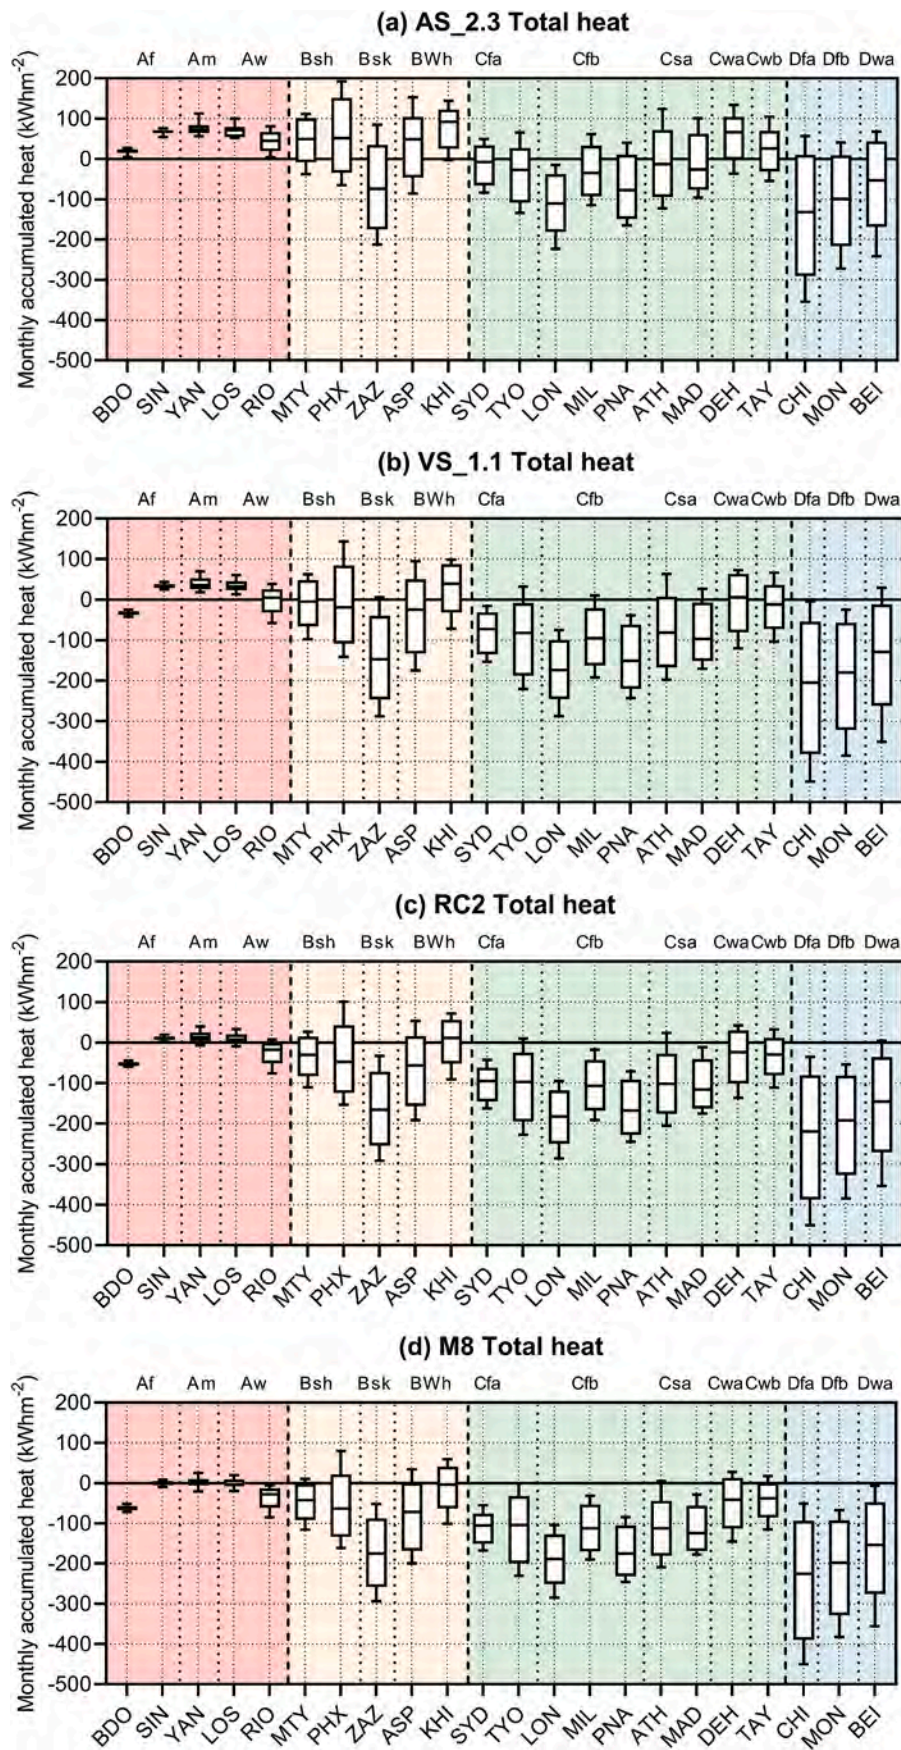 (a) AS_2.3 Total heat
Af Am Aw Bsh Bsk BWh Cfa Cfb Csa Cwa Cwb Dfa Dfb Dwa
Monthly accumulated heat (kWhm-2)
200
100
0
-100
-200
-300
-400
-500
BDO SIN YAN LOS RIO MTY PHX ZAZ ASP KHI SYD TYO LON MIL PNA ATH MAD DEH TAY CHI MON BEI
(b) VS_1.1 Total heat
Af Am Aw Bsh Bsk BWh Cfa Cfb Csa Cwa Cwb Dfa Dfb Dwa
Monthly accumulated heat (kWhm-2)
200
100
0
-100
-200
-300
-400
-500
BDO SIN YAN LOS RIO MTY PHX ZAZ ASP KHI SYD TYO LON MIL PNA ATH MAD DEH TAY CHI MON BEI
(c) RC2 Total heat
Af Am Aw Bsh Bsk BWh Cfa Cfb Csa Cwa Cwb Dfa Dfb Dwa
Monthly accumulated heat (kWhm-2)
200
100
0
-100
-200
-300
-400
-500
BDO SIN YAN LOS RIO MTY PHX ZAZ ASP KHI SYD TYO LON MIL PNA ATH MAD DEH TAY CHI MON BEI
(d) M8 Total heat
Af Am Aw Bsh Bsk BWh Cfa Cfb Csa Cwa Cwb Dfa Dfb Dwa
Monthly accumulated heat (kWhm-2)
200
100
0
-100
-200
-300
-400
-500
BDO SIN YAN LOS RIO MTY PHX ZAZ ASP KHI SYD TYO LON MIL PNA ATH MAD DEH TAY CHI MON BEI